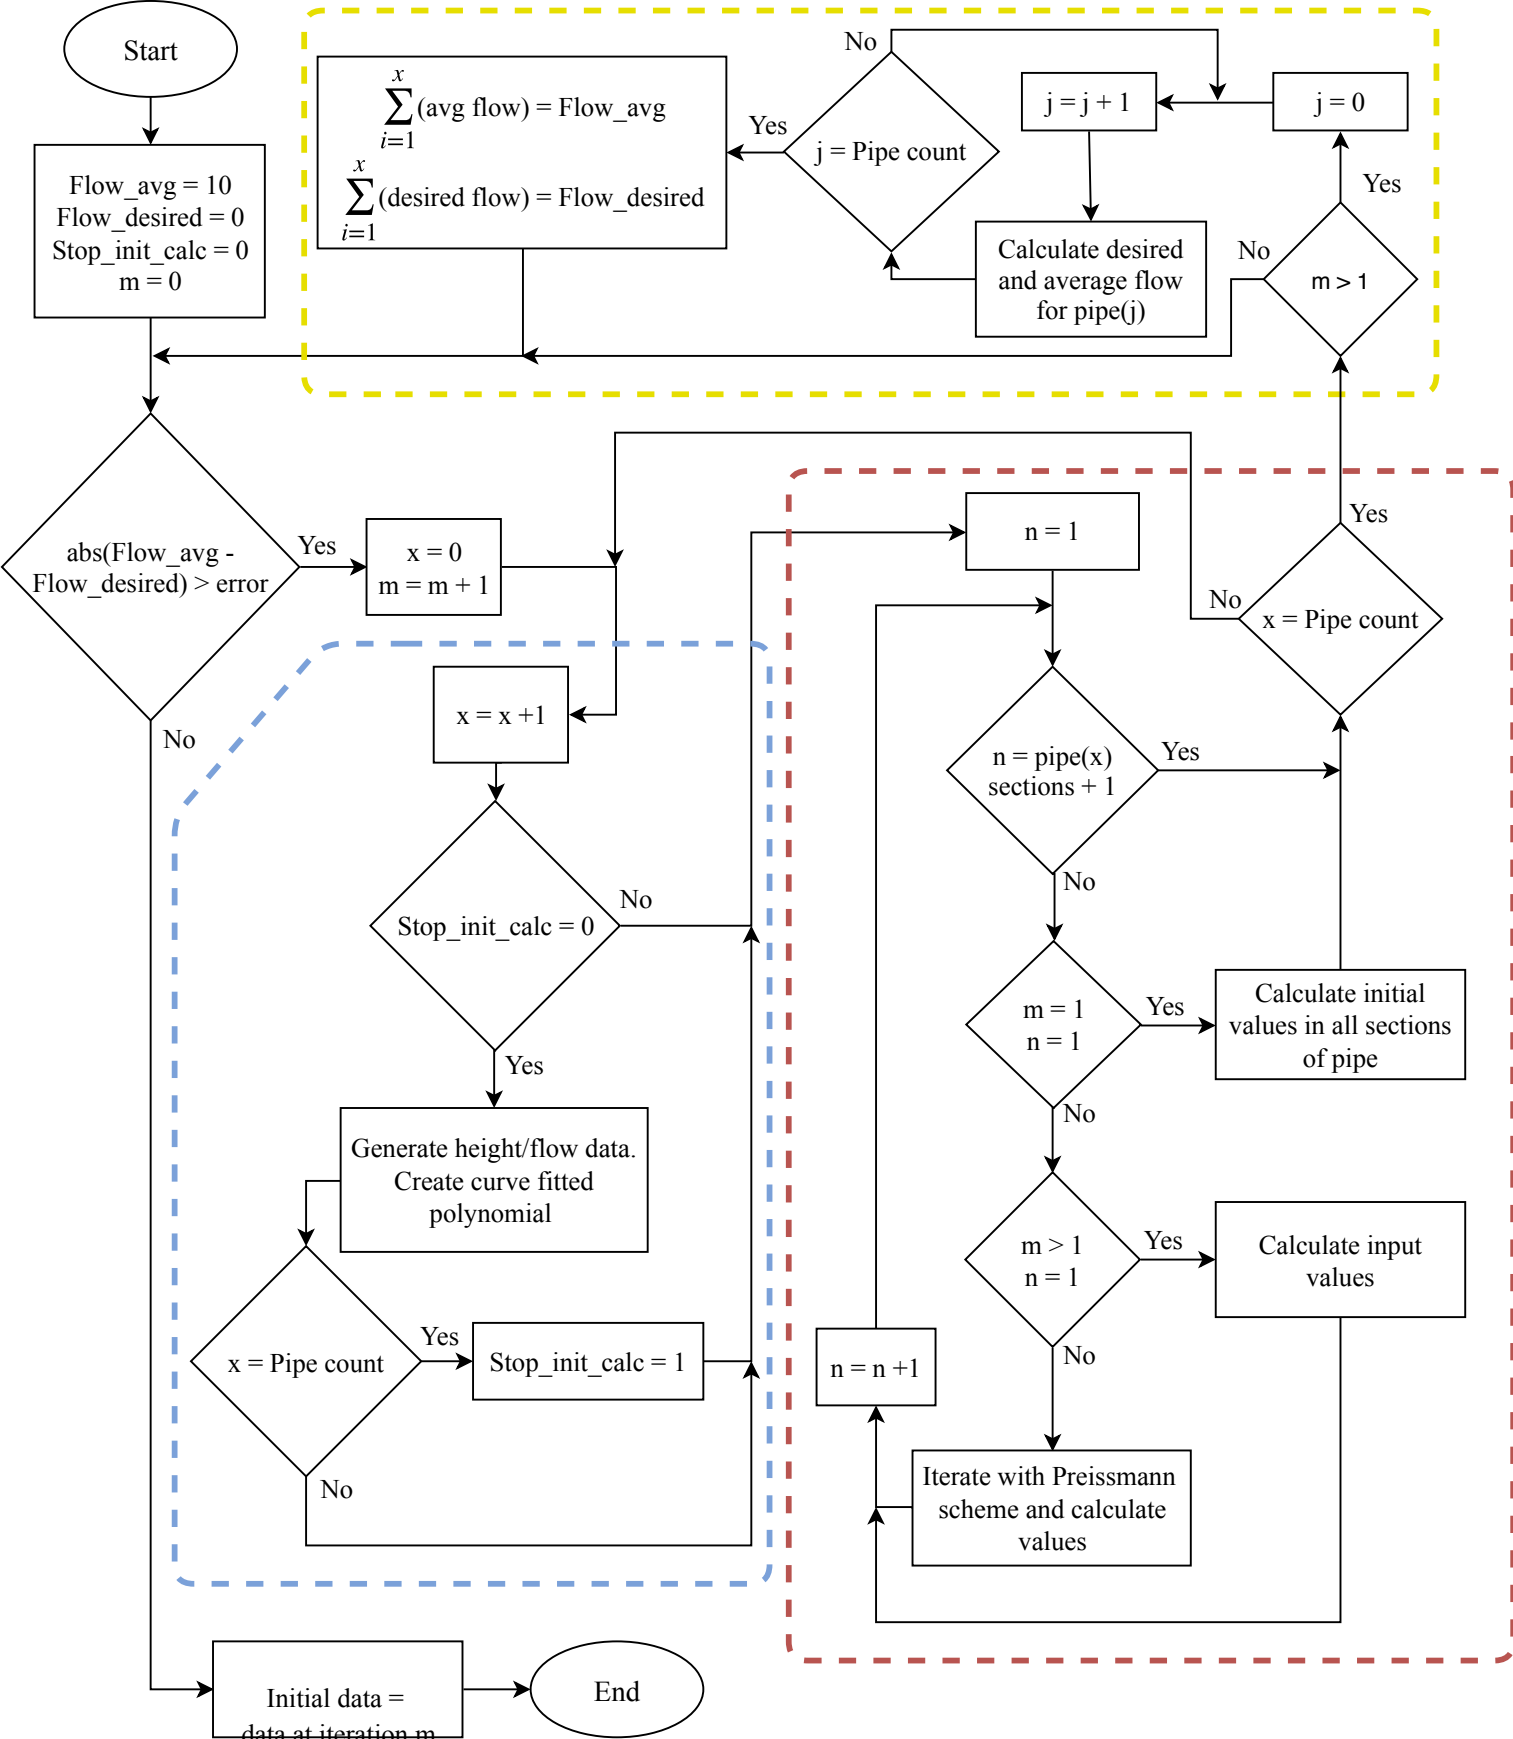 Start
Flow_avg = 10
Flow_desired = 0
Stop_init_calc = 0
m = 0
x
∑(avg flow) = Flow_avg
i=1
x
∑(desired flow) = Flow_desired
i=1
Yes
No
j = Pipe count
j = j + 1
j = 0
Calculate desired
and average flow
for pipe(j)
Yes
No
m > 1
abs(Flow_avg -
Flow_desired) > error
Yes
No
x = 0
m = m + 1
x = x +1
Stop_init_calc = 0
No
Yes
Generate height/flow data.
Create curve fitted
polynomial
x = Pipe count
Yes
No
Stop_init_calc = 1
n = 1
Yes
No
x = Pipe count
n = pipe(x)
sections + 1
Yes
No
m = 1
n = 1
Yes
No
Calculate initial
values in all sections
of pipe
m > 1
n = 1
Yes
No
Calculate input
values
n = n +1
Iterate with Preissmann
scheme and calculate
values
Initial data =
data at iteration m
End